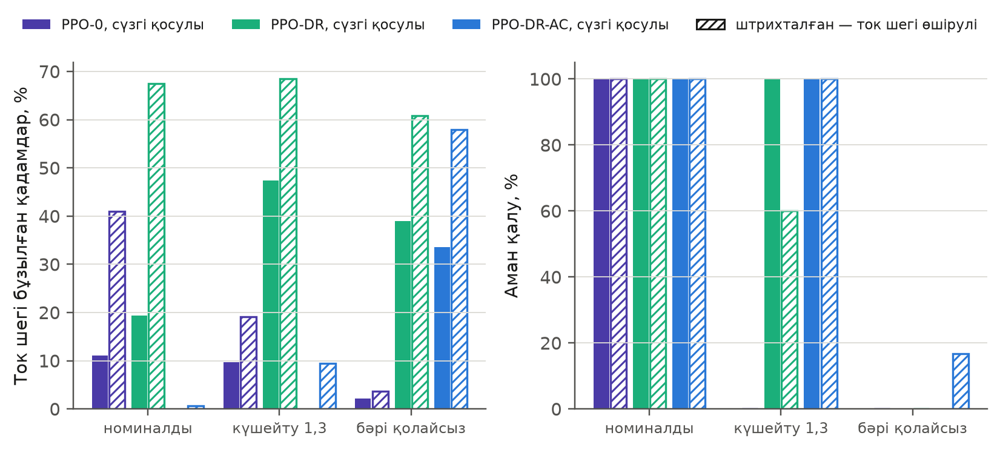 PPO-0, сүзгі қосулы
PPO-DR, сүзгі қосулы
PPO-DR-AC, сүзгі қосулы
штрихталған — ток шегі өшірулі
Ток шегі бұзылған қадамдар, %
70
60
50
40
30
20
10
0
номиналды
күшейту 1,3
бәрі қолайсыз
Аман қалу, %
100
80
60
40
20
0
номиналды
күшейту 1,3
бәрі қолайсыз